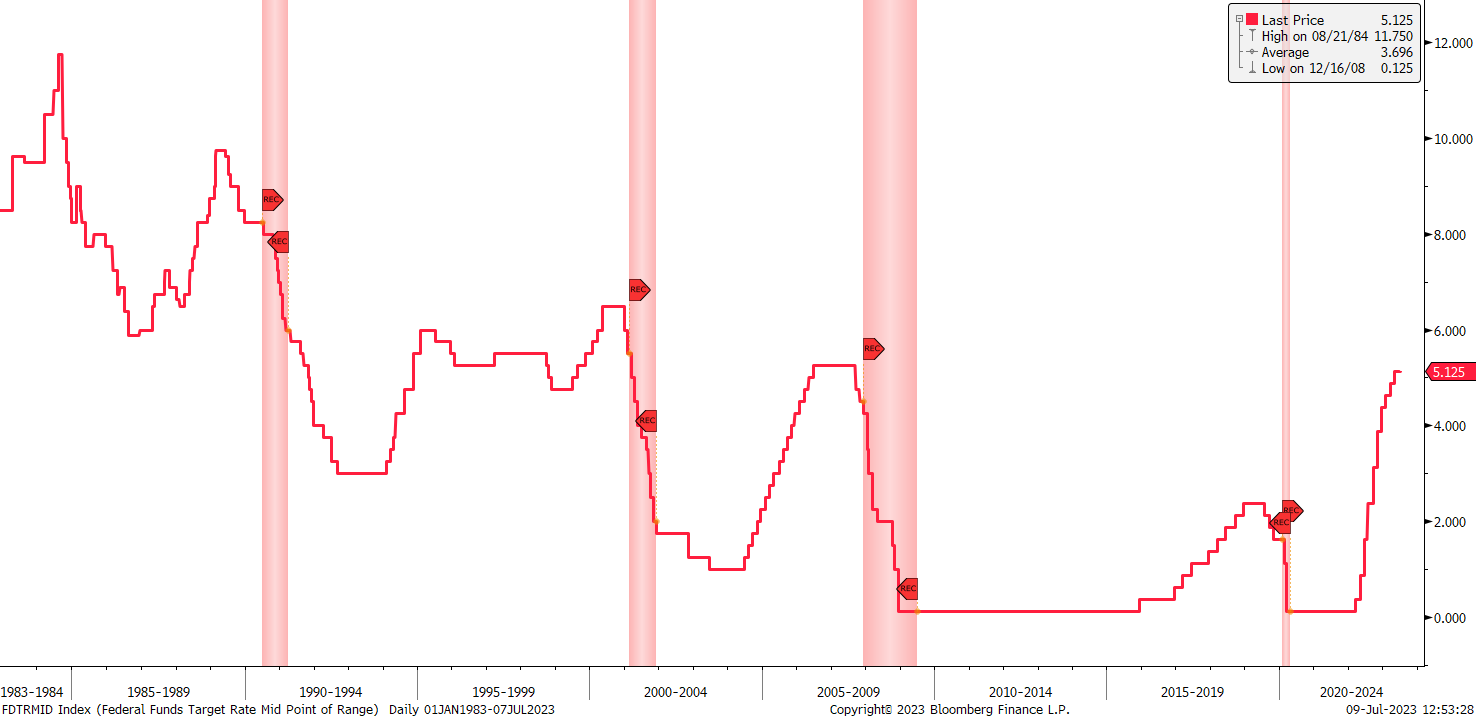 Last Price 5.125
High on 08/21/84 11.750
Average 3.696
Low on 12/16/08 0.125
12.000
10.000
REC
8.000
REC
REC
6.000
REC
5.125
REC
4.000
REC
REC
2.000
REC
0.000
1983-1984 1985-1989 1990-1994 1995-1999 2000-2004 2005-2009 2010-2014 2015-2019 2020-2024
FDTRMID Index (Federal Funds Target Rate Mid Point of Range) Daily 01JAN1983-07JUL2023 Copyright© 2023 Bloomberg Finance L.P. 09-Jul-2023 12:53:28